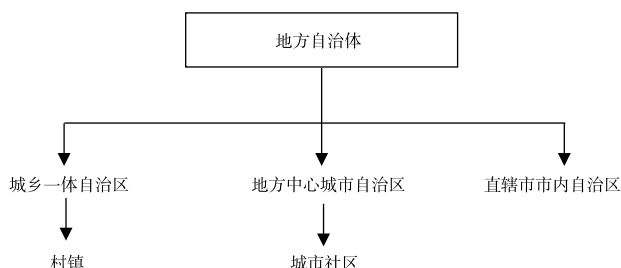 地方自治体
城乡一体自治区
地方中心城市自治区
直辖市市内自治区
村镇
城市社区